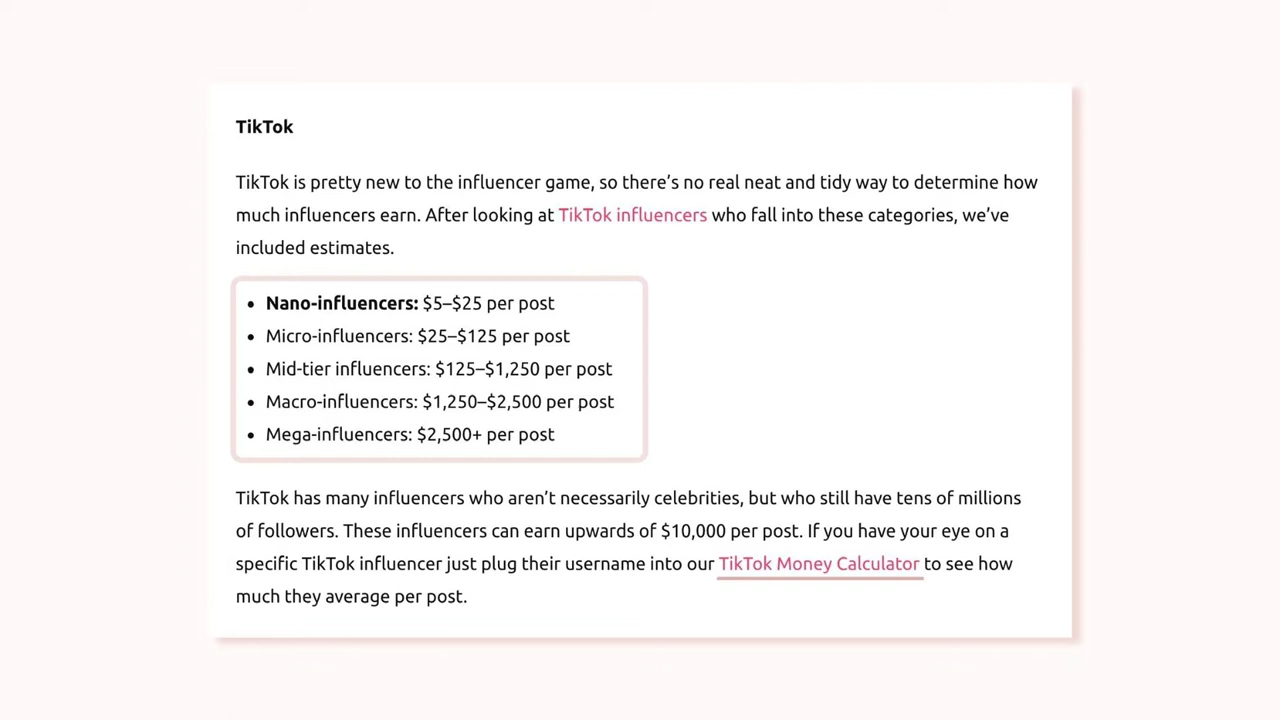 TikTok
TikTok is pretty new to the influencer game, so there’s no real neat and tidy way to determine how
much influencers earn. After looking at TikTok influencers who fall into these categories, we’ve
included estimates.
• Nano-influencers: $5–$25 per post
• Micro-influencers: $25–$125 per post
• Mid-tier influencers: $125–$1,250 per post
• Macro-influencers: $1,250–$2,500 per post
• Mega-influencers: $2,500+ per post
TikTok has many influencers who aren’t necessarily celebrities, but who still have tens of millions
of followers. These influencers can earn upwards of $10,000 per post. If you have your eye on a
specific TikTok influencer just plug their username into our TikTok Money Calculator to see how
much they average per post.